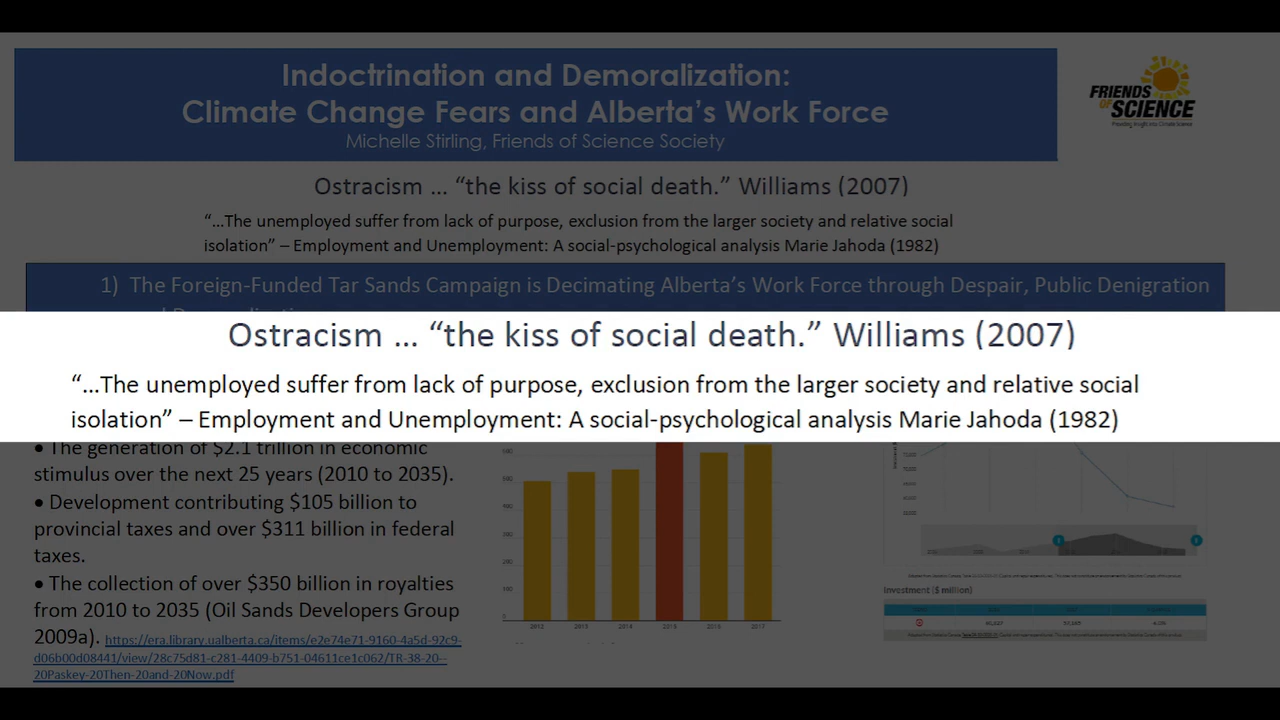 Indoctrination and Demoralization:
Climate Change Fears and Alberta's Work Force
Michelle Stirling, Friends of Science Society
FRIENDS
OF SCIENCE
Ostracism ... “the kiss of social death.” Williams (2007)
“...The unemployed suffer from lack of purpose, exclusion from the larger society and relative social
isolation” – Employment and Unemployment: A social-psychological analysis Marie Jahoda (1982)
1) The Foreign-Funded Tar Sands Campaign is Decimating Alberta's Work Force through Despair, Public Denigration
Ostracism ... “the kiss of social death.” Williams (2007)
“...The unemployed suffer from lack of purpose, exclusion from the larger society and relative social
isolation” – Employment and Unemployment: A social-psychological analysis Marie Jahoda (1982)
• The generation of $2.1 trillion in economic
stimulus over the next 25 years (2010 to 2035).
• Development contributing $105 billion to
provincial taxes and over $311 billion in federal
taxes.
• The collection of over $350 billion in royalties
from 2010 to 2035 (Oil Sands Developers Group
2009a). https://era.library.ualberta.ca/items/e2e74e71-9160-4a5d-92c9-
d06b00d08441/view/28c75d81-c281-4409-b751-04611ce1c062/TR-38-20--
20Paskey-20Then-20and-20Now.pdf
2012 2013 2014 2015 2016 2017
Investment ($ million)